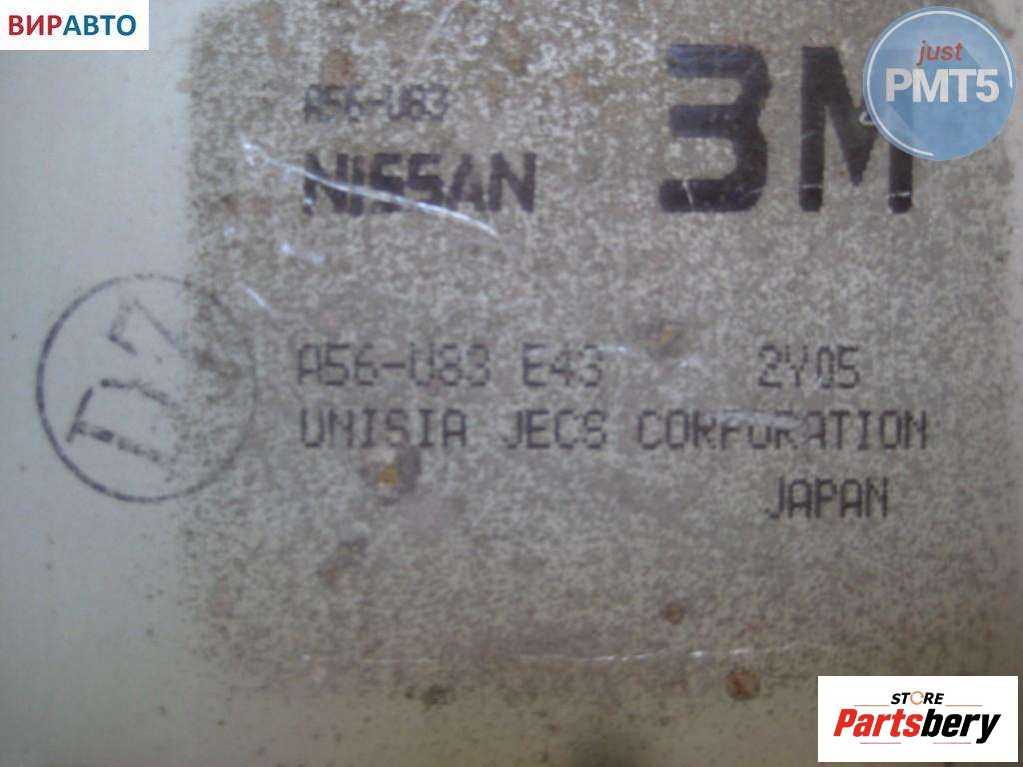 ВИРАВТО
just
PMT5
A56-U83
3M
NISSAN
A56-U83 E43 2Y05
UNISIA JECS CORPORATION
JAPAN
STORE
Partsbery